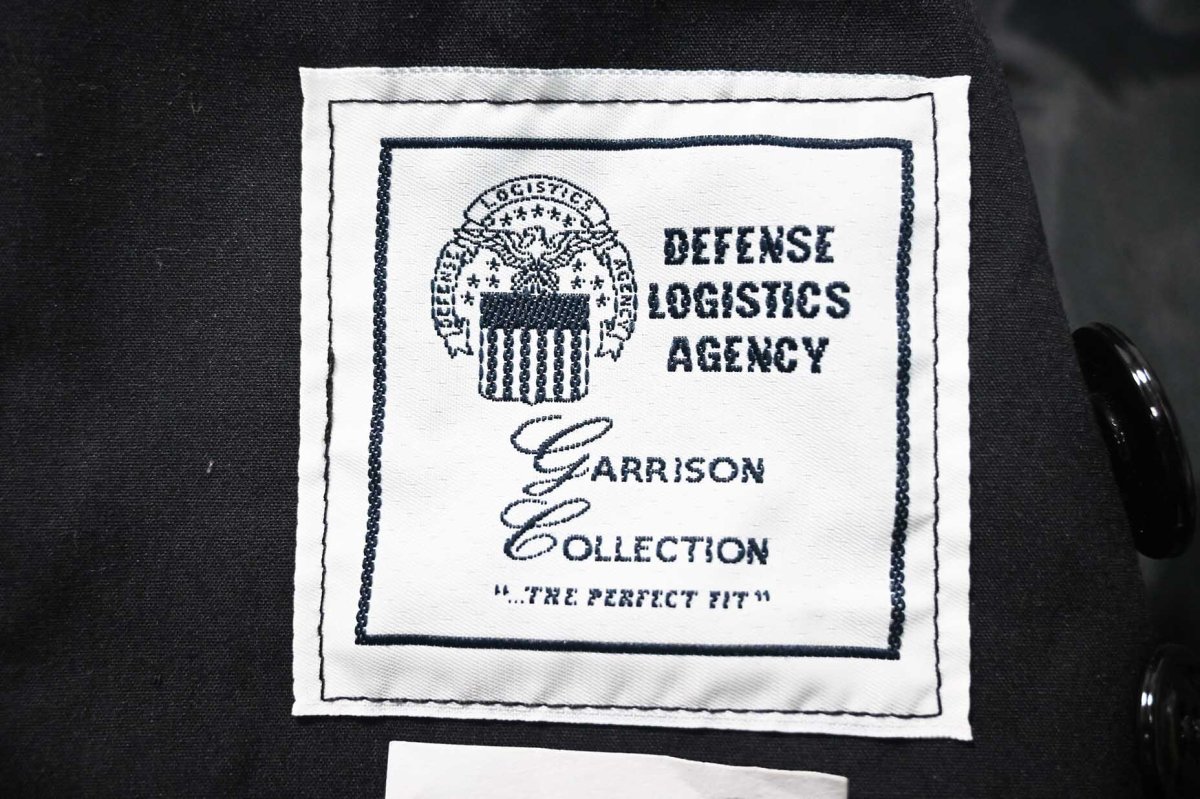 LOGISTICS
DEFENSE
AGENCY
DEFENSE
LOGISTICS
AGENCY
GARRISON
COLLECTION
"...THE PERFECT FIT"